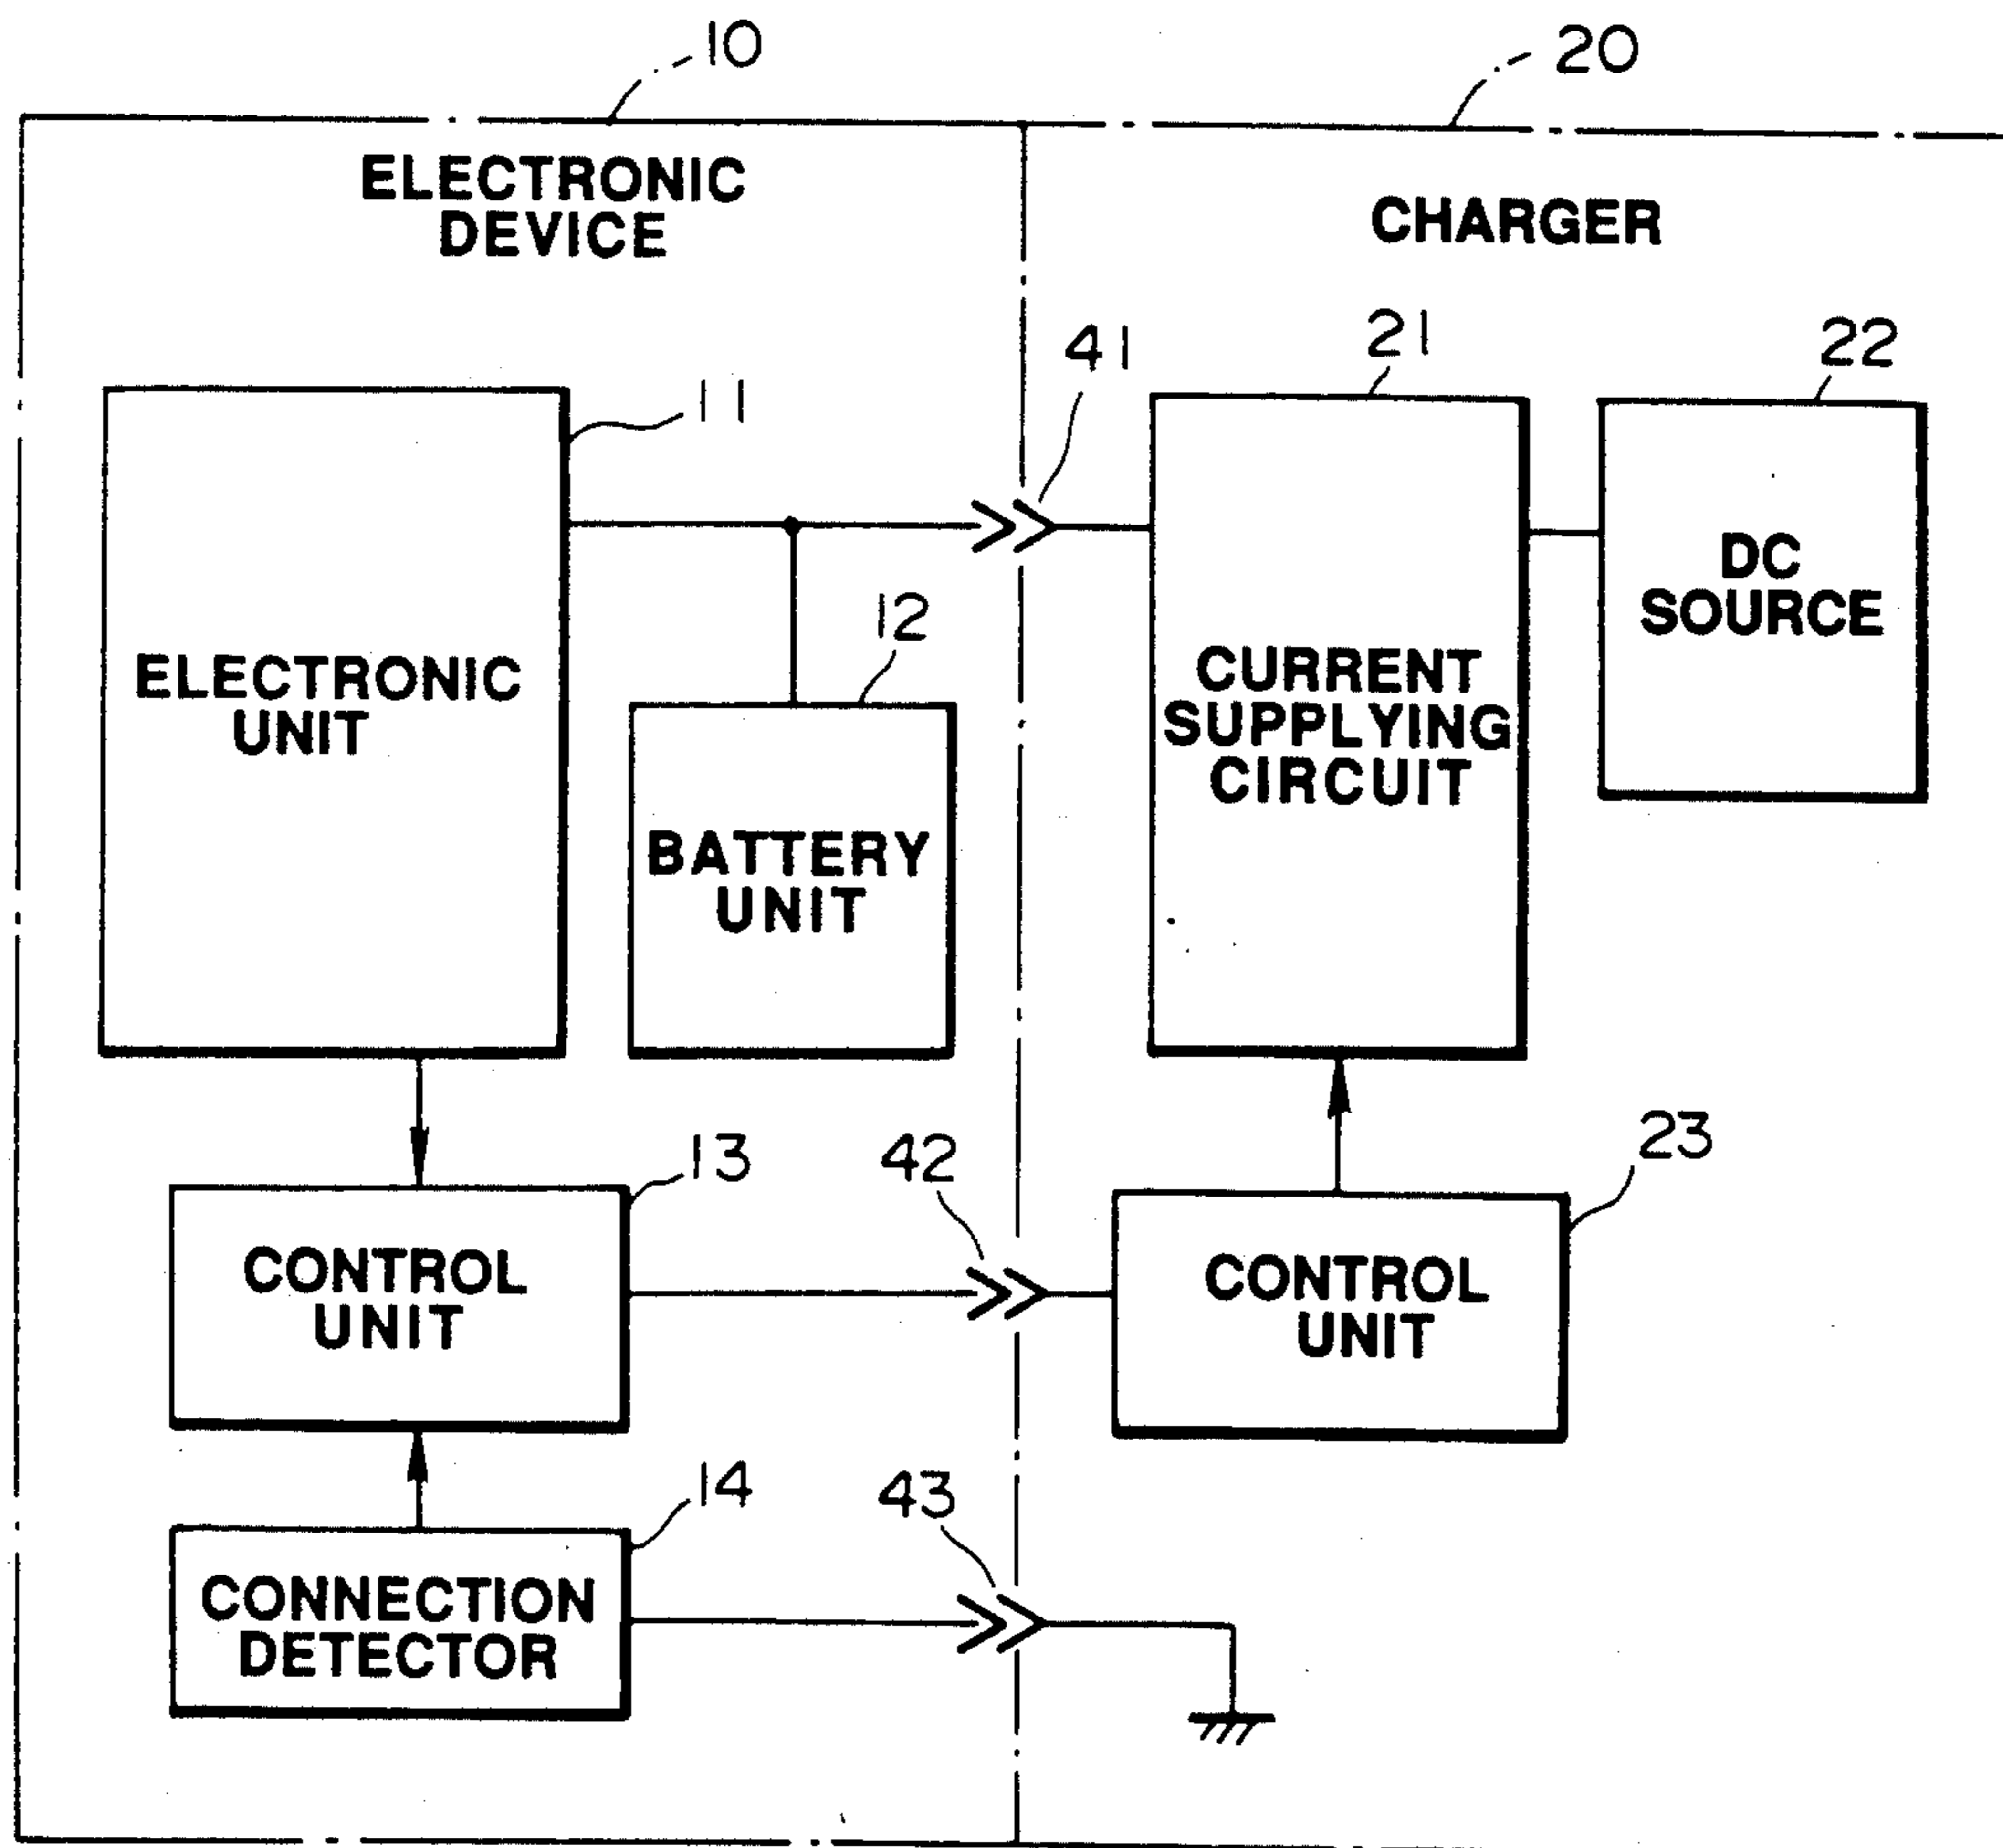 10
20
ELECTRONIC
DEVICE
CHARGER
41
21
22
11
DC
SOURCE
12
ELECTRONIC
UNIT
CURRENT
SUPPLYING
CIRCUIT
BATTERY
UNIT
13
42
23
CONTROL
UNIT
CONTROL
UNIT
14
43
CONNECTION
DETECTOR